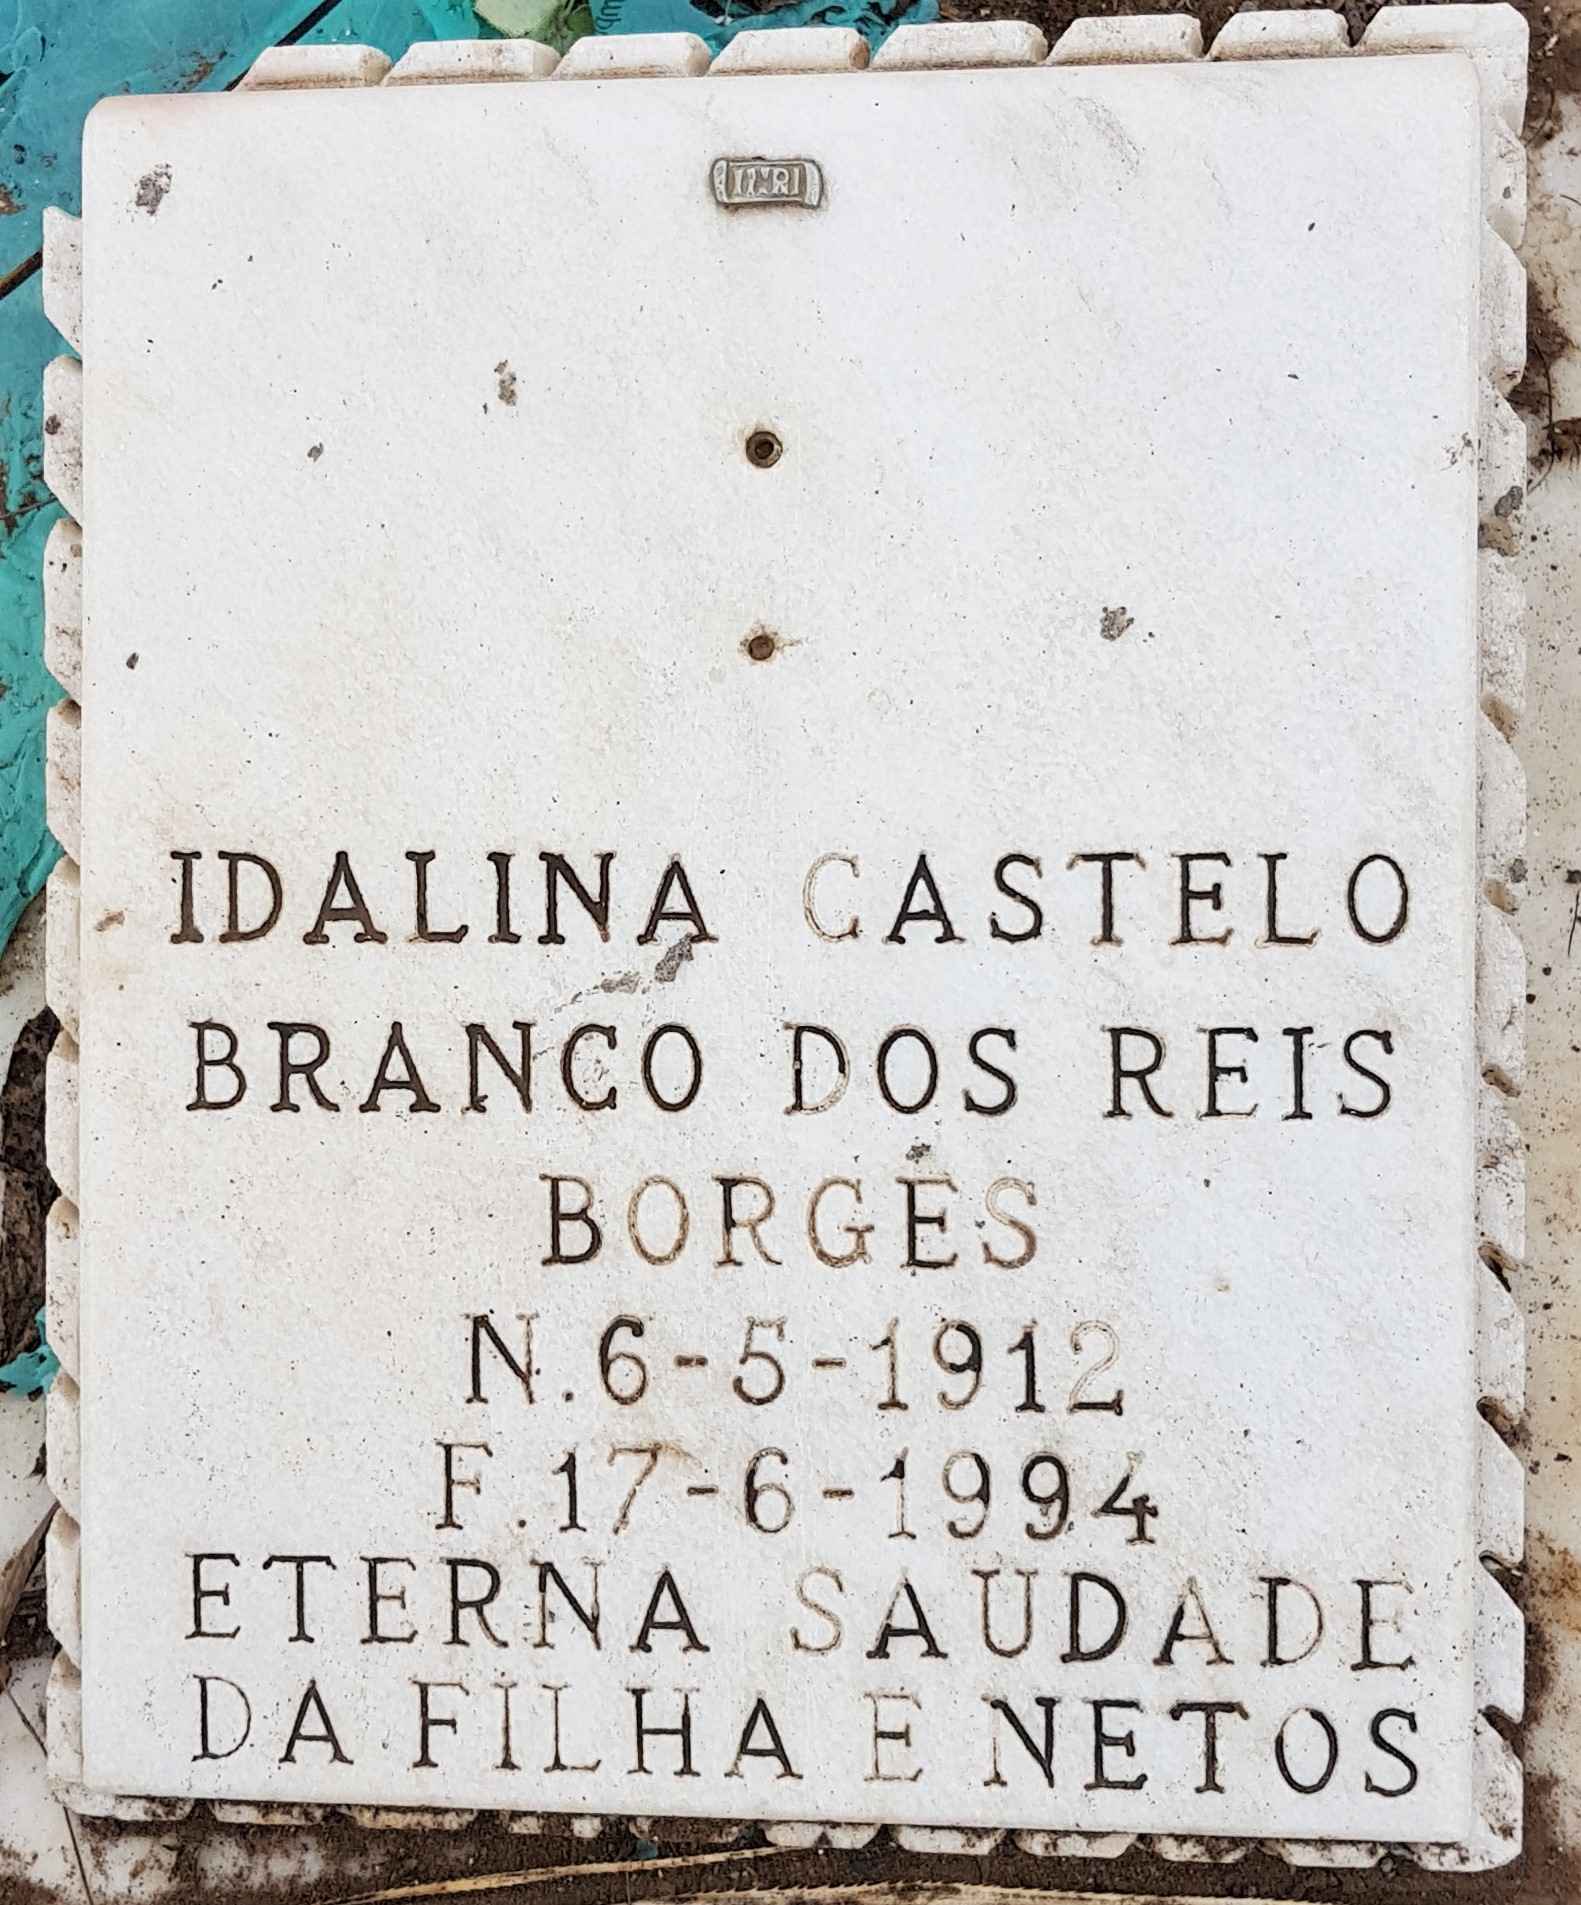 INRI
IDALINA CASTELO
BRANCO DOS REIS
BORGES
N.6-5-1912
F.17-6-1994
ETERNA SAUDADE
DA FILHA E NETOS